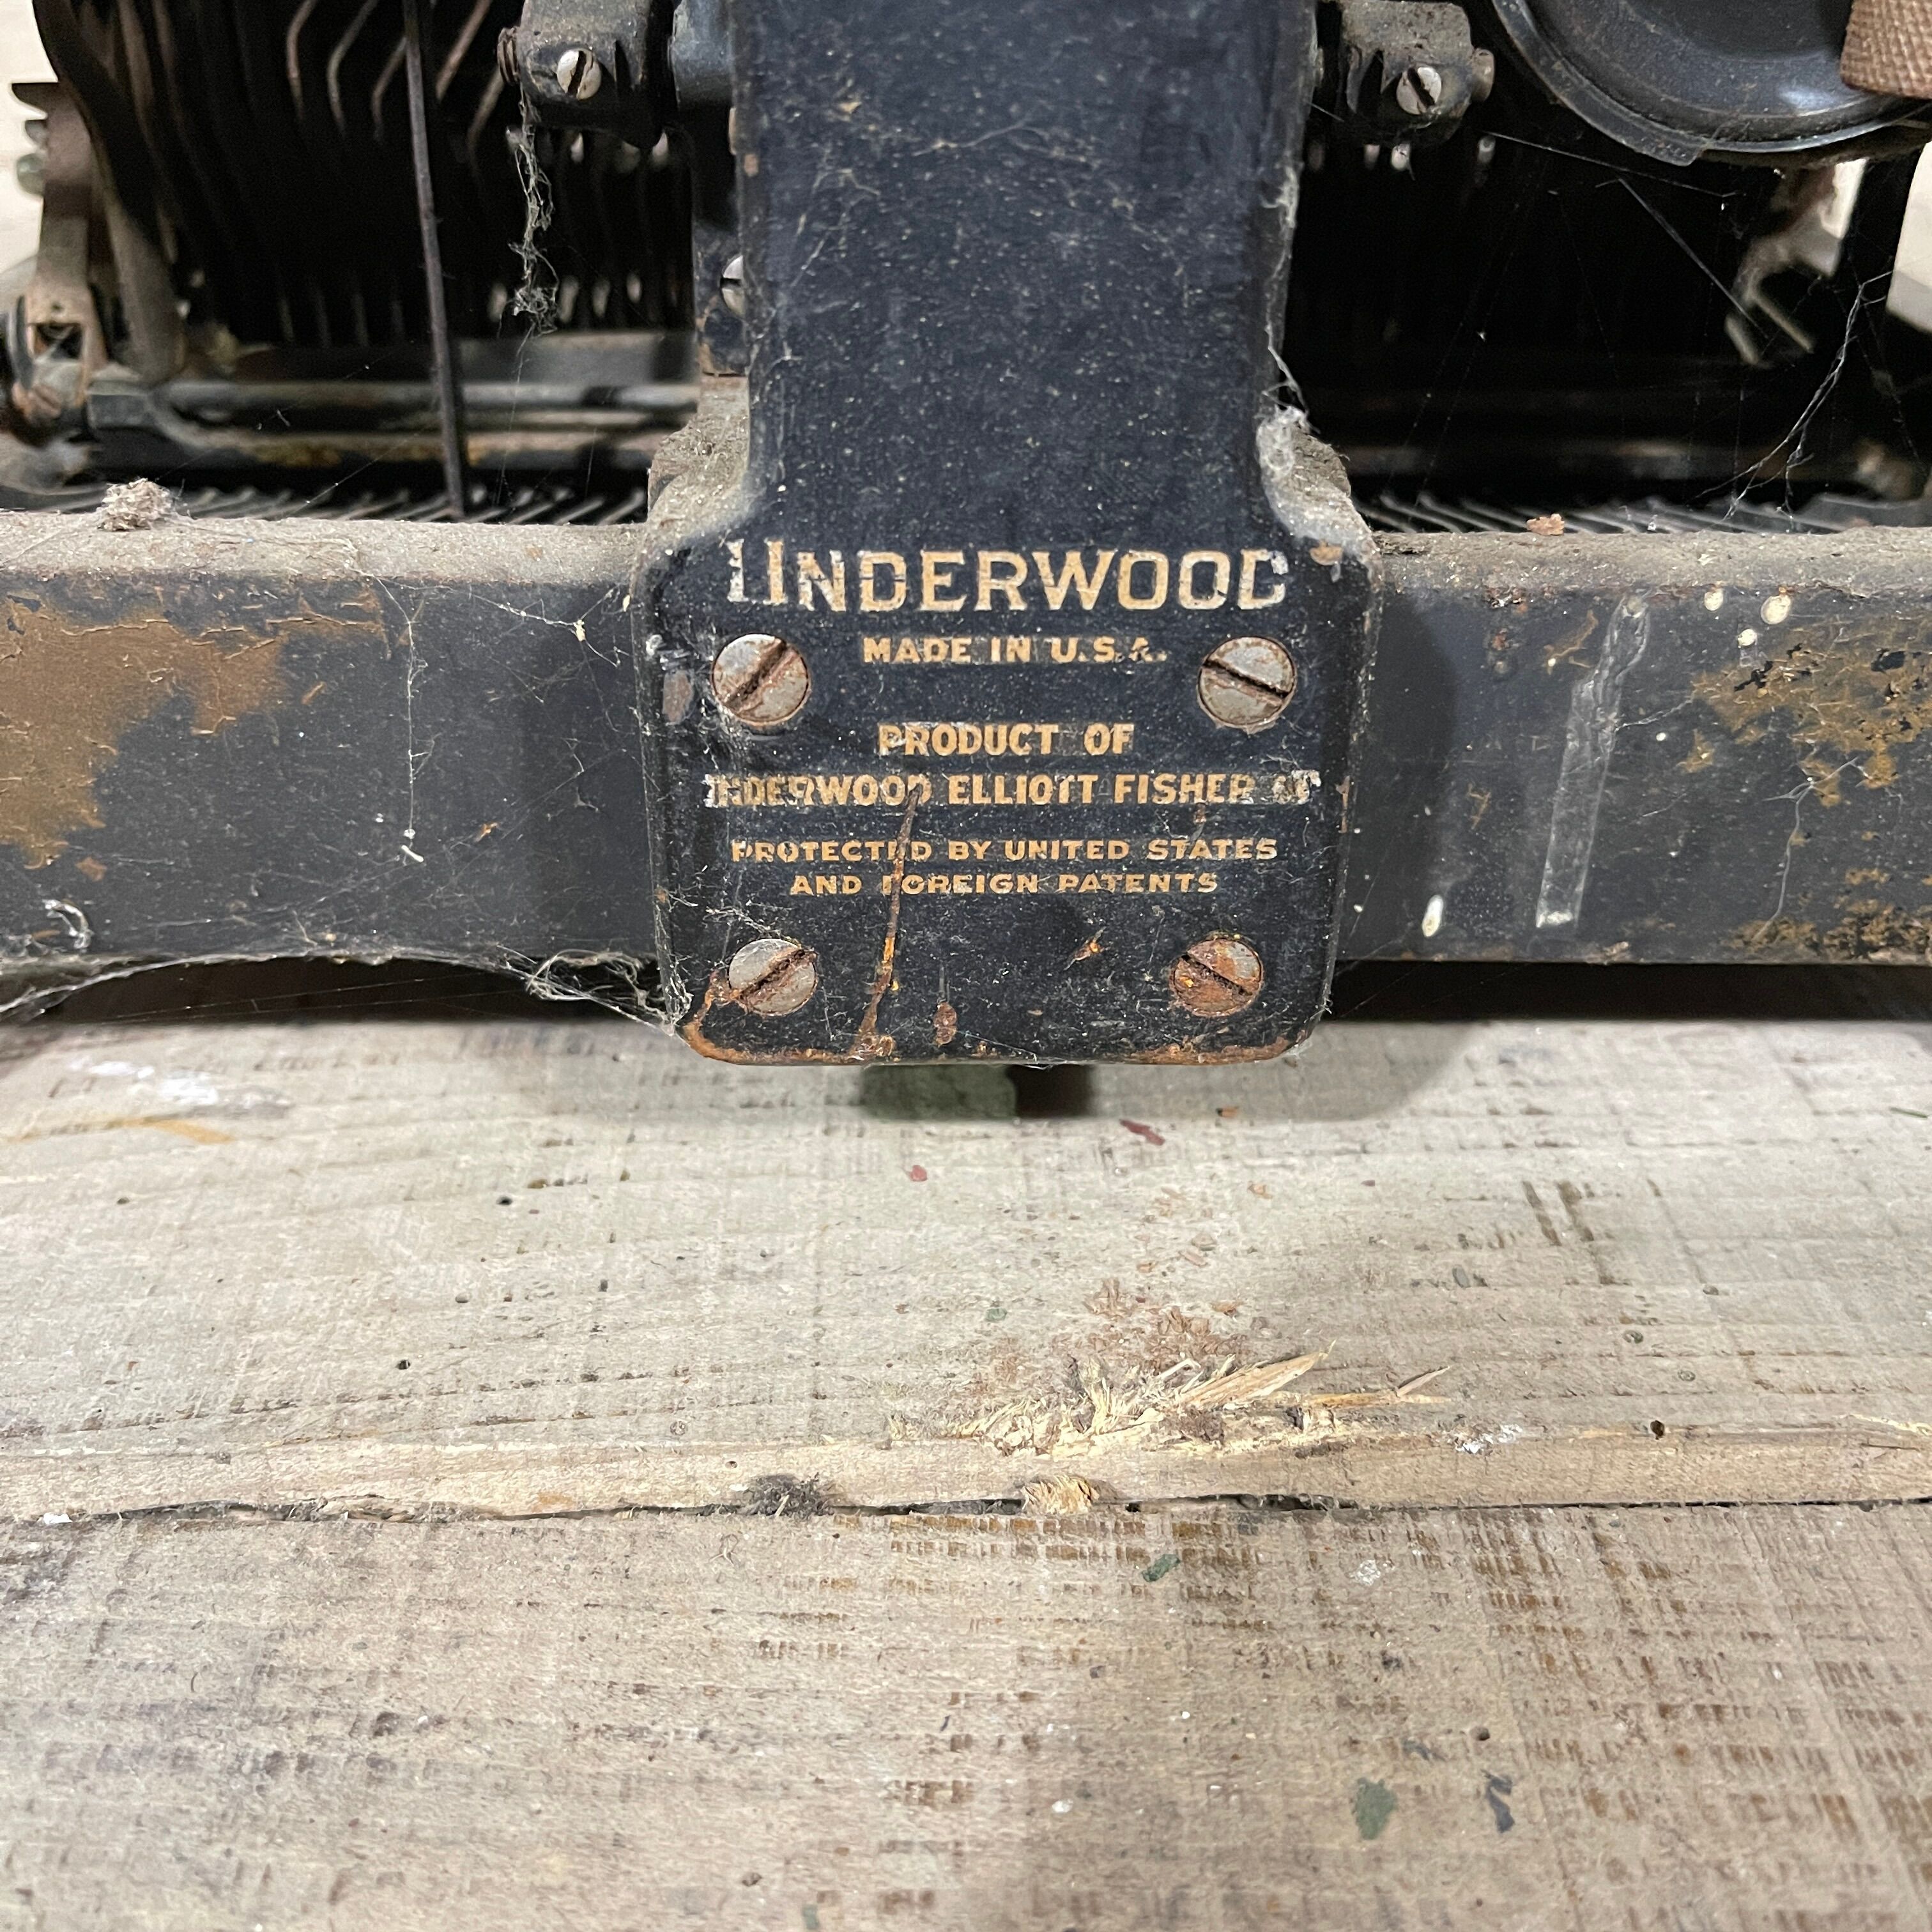 UNDERWOOD
MADE IN U.S.A.
PRODUCT OF
UNDERWOOD ELLIOTT FISHER
PROTECTED BY UNITED STATES
AND FOREIGN PATENTS